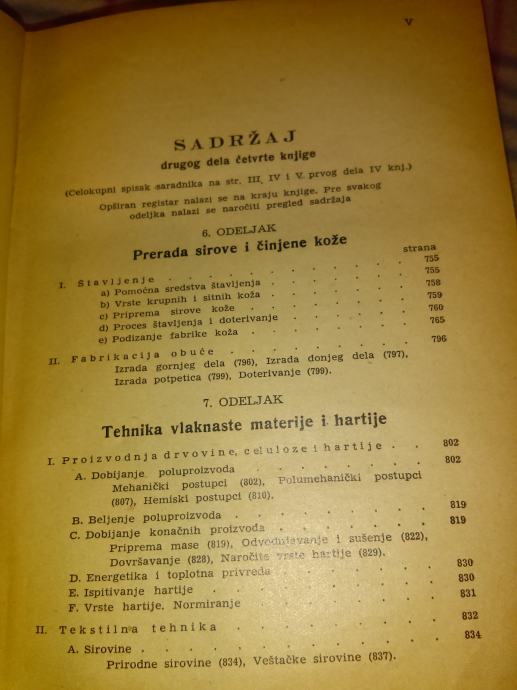 V
SADRŽAJ
drugog dela četvrte knjige
(Celokupni spisak saradnika na str. III, IV i V prvog dela IV knj.)
Opširan registar nalazi se na kraju knjige. Pre svakog
odeljka nalazi se naročiti pregled sadržaja
6. ODELJAK
Prerada sirove i činjene kože
strana
I. Štavljenje . . . . . . . . . 755
a) Pomoćna sredstva štavljenja . . . . . . 755
b) Vrste krupnih i sitnih koža . . . . . . 758
c) Priprema sirove kože . . . . . . . 759
d) Proces štavljenja i doterivanje . . . . . 760
e) Podizanje fabrike koža . . . . . . . 765
II. Fabrikacija obuće . . . . . . . . 796
Izrada gornjeg dela (796), Izrada donjeg dela (797),
Izrada potpetica (799), Doterivanje (799).
7. ODELJAK
Tehnika vlaknaste materije i hartije
I. Proizvodnja drvovine, celuloze i hartije . . 802
A. Dobijanje poluproizvoda . . . . . . 802
Mehanički postupci (802), Polumehanički postupci
(807), Hemiski postupci (810).
B. Beljenje poluproizvoda . . . . . . . 819
C. Dobijanje konačnih proizvoda . . . . . 819
Priprema mase (819), Odvodnjevanje i sušenje (822),
Dovršavanje (828), Naročite vrste hartije (829).
D. Energetika i toplotna privreda . . . . . 830
E. Ispitivanje hartije . . . . . . . . 830
F. Vrste hartije. Normiranje . . . . . . 831
II. Tekstilna tehnika . . . . . . . . 832
A. Sirovine . . . . . . . . . . 834
Prirodne sirovine (834), Veštačke sirovine (837).